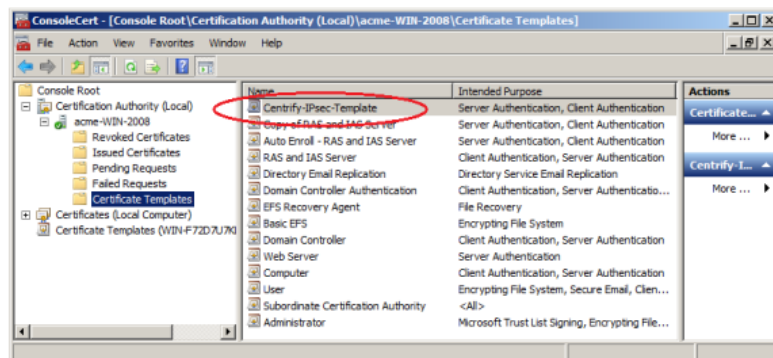 ConsoleCert - [Console Root\Certification Authority (Local)\acme-WIN-2008\Certificate Templates]
File Action View Favorites Window Help
Console Root
Certification Authority (Local)
acme-WIN-2008
Revoked Certificates
Issued Certificates
Pending Requests
Failed Requests
Certificate Templates
Certificates (Local Computer)
Certificate Templates (WIN-F72D7U7KI
Name Intended Purpose
Centrify-IPsec-Template Server Authentication, Client Authentication
Copy of RAS and IAS Server Server Authentication, Client Authentication
Auto Enroll - RAS and IAS Server Server Authentication, Client Authentication
RAS and IAS Server Client Authentication, Server Authentication
Directory Email Replication Directory Service Email Replication
Domain Controller Authentication Client Authentication, Server Authenticatio...
EFS Recovery Agent File Recovery
Basic EFS Encrypting File System
Domain Controller Client Authentication, Server Authentication
Web Server Server Authentication
Computer Client Authentication, Server Authentication
User Encrypting File System, Secure Email, Clien...
Subordinate Certification Authority <All>
Administrator Microsoft Trust List Signing, Encrypting File...
Actions
Certificate...
More ...
Centrify-I...
More ...